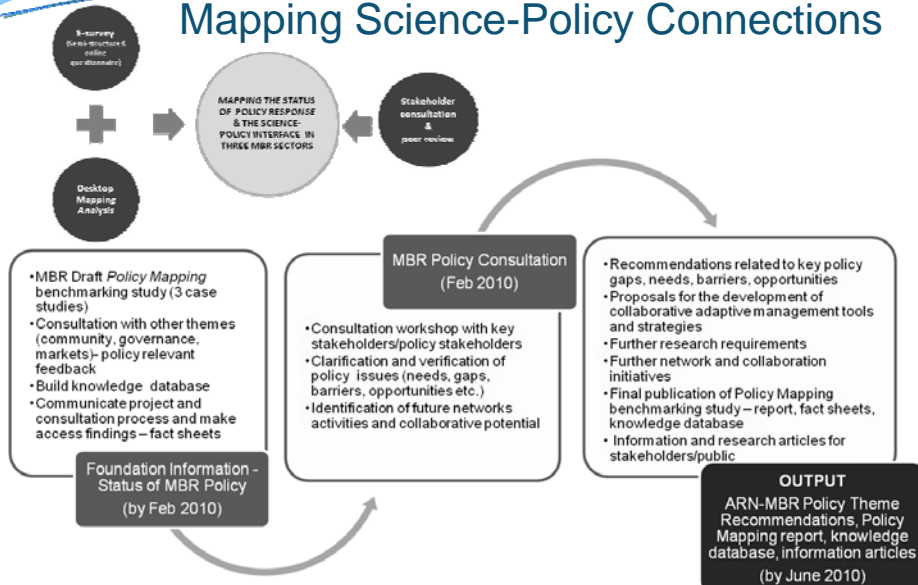 Mapping Science-Policy Connections
E-survey
(Semi-structured
online
questionnaire)
MAPPING THE STATUS
OF POLICY RESPONSE
& THE SCIENCE-
POLICY INTERFACE IN
THREE MBR SECTORS
Stakeholder
consultation
&
peer review
Desktop
Mapping
Analysis
•MBR Draft Policy Mapping
benchmarking study (3 case
studies)
•Consultation with other themes
(community, governance,
markets)- policy relevant
feedback
•Build knowledge database
•Communicate project and
consultation process and make
access findings – fact sheets
Foundation Information -
Status of MBR Policy
(by Feb 2010)
MBR Policy Consultation
(Feb 2010)
•Consultation workshop with key
stakeholders/policy stakeholders
•Clarification and verification of
policy issues (needs, gaps,
barriers, opportunities etc.)
•Identification of future networks
activities and collaborative potential
•Recommendations related to key policy
gaps, needs, barriers, opportunities
•Proposals for the development of
collaborative adaptive management tools
and strategies
•Further research requirements
•Further network and collaboration
initiatives
•Final publication of Policy Mapping
benchmarking study – report, fact sheets,
knowledge database
•Information and research articles for
stakeholders/public
OUTPUT
ARN-MBR Policy Theme
Recommendations, Policy
Mapping report, knowledge
database, information articles
(by June 2010)